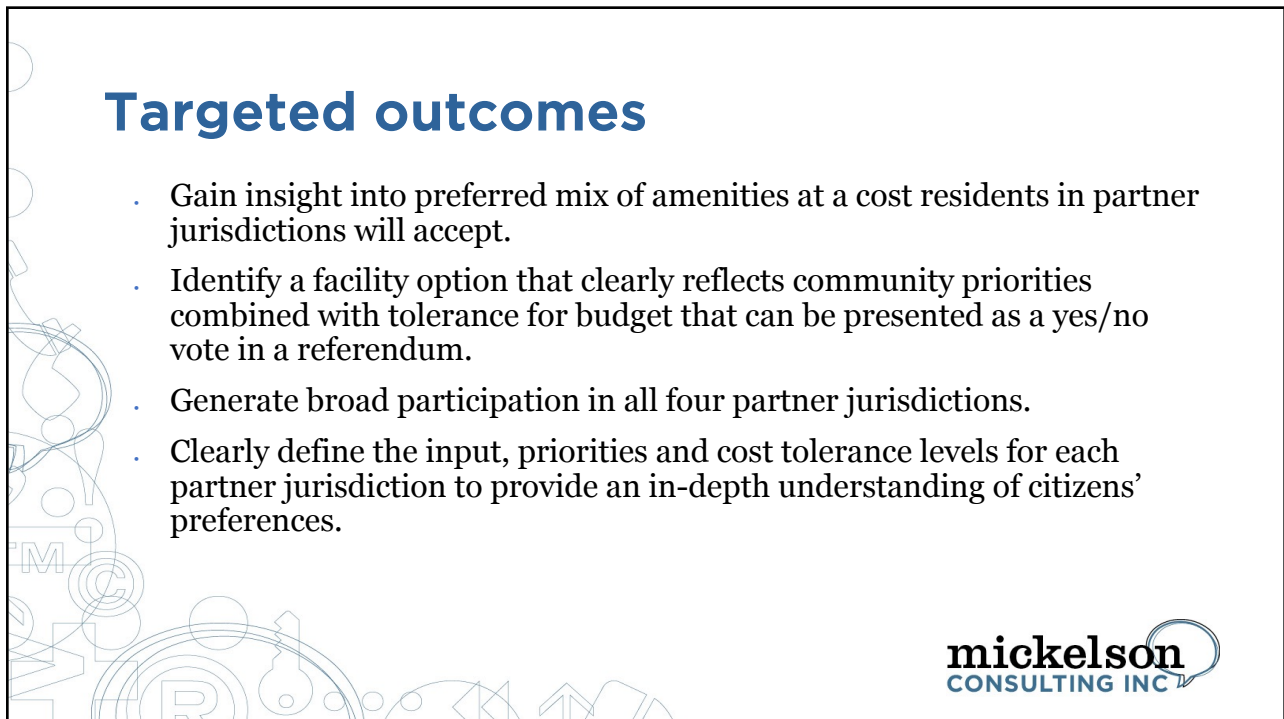 Targeted outcomes
. Gain insight into preferred mix of amenities at a cost residents in partner
jurisdictions will accept.
. Identify a facility option that clearly reflects community priorities
combined with tolerance for budget that can be presented as a yes/no
vote in a referendum.
. Generate broad participation in all four partner jurisdictions.
. Clearly define the input, priorities and cost tolerance levels for each
partner jurisdiction to provide an in-depth understanding of citizens’
preferences.
TM
©
®
mickelson
CONSULTING INC